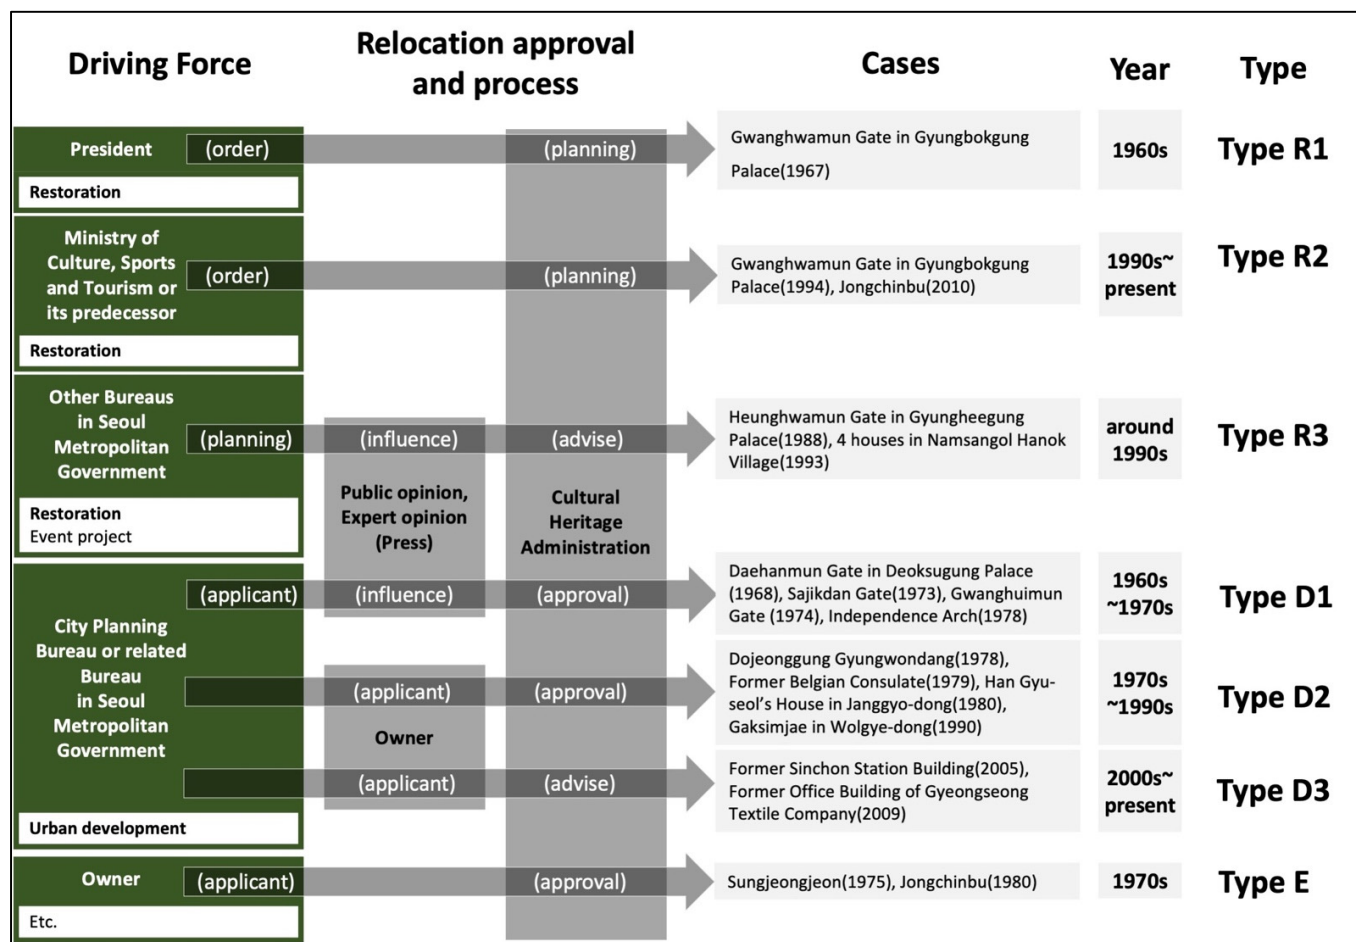 Driving Force
Relocation approval
and process
Cases
Year
Type
President
(order)
(planning)
Restoration
Gwanghwamun Gate in Gyungbokgung
Palace(1967)
1960s
Type R1
Ministry of
Culture, Sports
and Tourism or
its predecessor
(order)
(planning)
Restoration
Gwanghwamun Gate in Gyungbokgung
Palace(1994), Jongchinbu(2010)
1990s~
present
Type R2
Other Bureaus
in Seoul
Metropolitan
Government
(planning)
(influence)
(advise)
Restoration
Event project
Heunghwamun Gate in Gyungheegung
Palace(1988), 4 houses in Namsangol Hanok
Village(1993)
around
1990s
Type R3
Public opinion,
Expert opinion
(Press)
Cultural
Heritage
Administration
City Planning
Bureau or related
Bureau
in Seoul
Metropolitan
Government
Urban development
(applicant)
(influence)
(approval)
Daehanmun Gate in Deoksugung Palace
(1968), Sajikdan Gate(1973), Gwanghuimun
Gate (1974), Independence Arch(1978)
1960s
~1970s
Type D1
(applicant)
(approval)
Dojeonggung Gyungwondang(1978),
Former Belgian Consulate(1979), Han Gyu-
seol’s House in Janggyo-dong(1980),
Gaksimjae in Wolgye-dong(1990)
1970s
~1990s
Type D2
Owner
(applicant)
(advise)
Former Sinchon Station Building(2005),
Former Office Building of Gyeongseong
Textile Company(2009)
2000s~
present
Type D3
Owner
(applicant)
(approval)
Etc.
Sungjeongjeon(1975), Jongchinbu(1980)
1970s
Type E